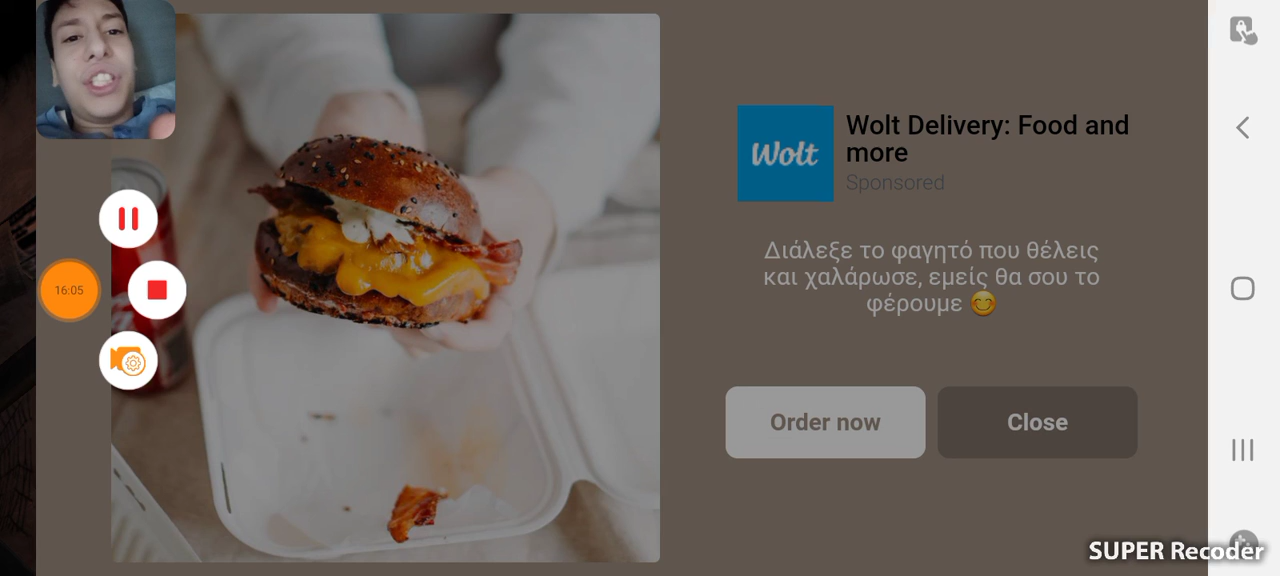 16:05
Wolt
Wolt Delivery: Food and
more
Sponsored
Διάλεξε το φαγητό που θέλεις
και χαλάρωσε, εμείς θα σου το
φέρουμε 😊
Order now
Close
SUPER Recoder